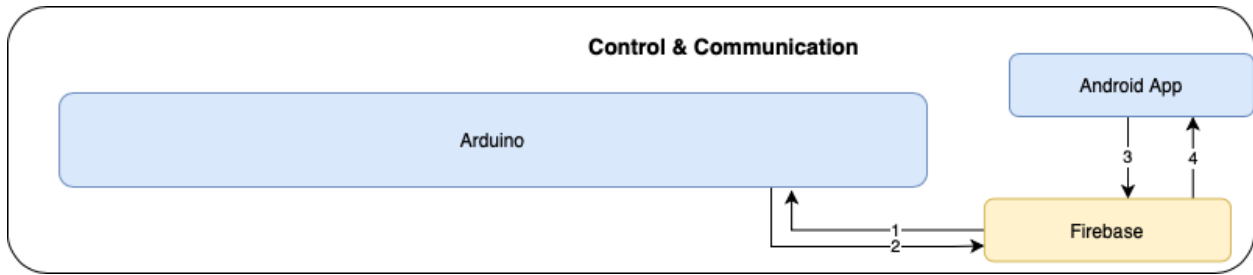 Control & Communication
Android App
Arduino
3
4
1
2
Firebase